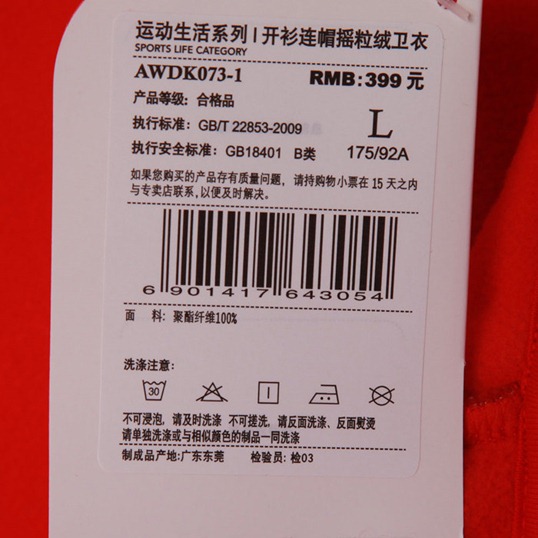 运动生活系列 | 开衫连帽摇粒绒卫衣
SPORTS LIFE CATEGORY
AWDK073-1 RMB:399 元
产品等级: 合格品
执行标准: GB/T 22853-2009 L
执行安全标准: GB18401 B类 175/92A
如果您购买的产品存有质量问题, 请持购物小票在 15 天之内
与专卖店联系,以便及时解决。
6 901417 643054
面 料: 聚酯纤维100%
洗涤注意:
30
不可浸泡, 请及时洗涤 不可搓洗, 请反面洗涤、反面熨烫
请单独洗涤或与相似颜色的制品一同洗涤
制成品产地:广东东莞 检验员: 检03